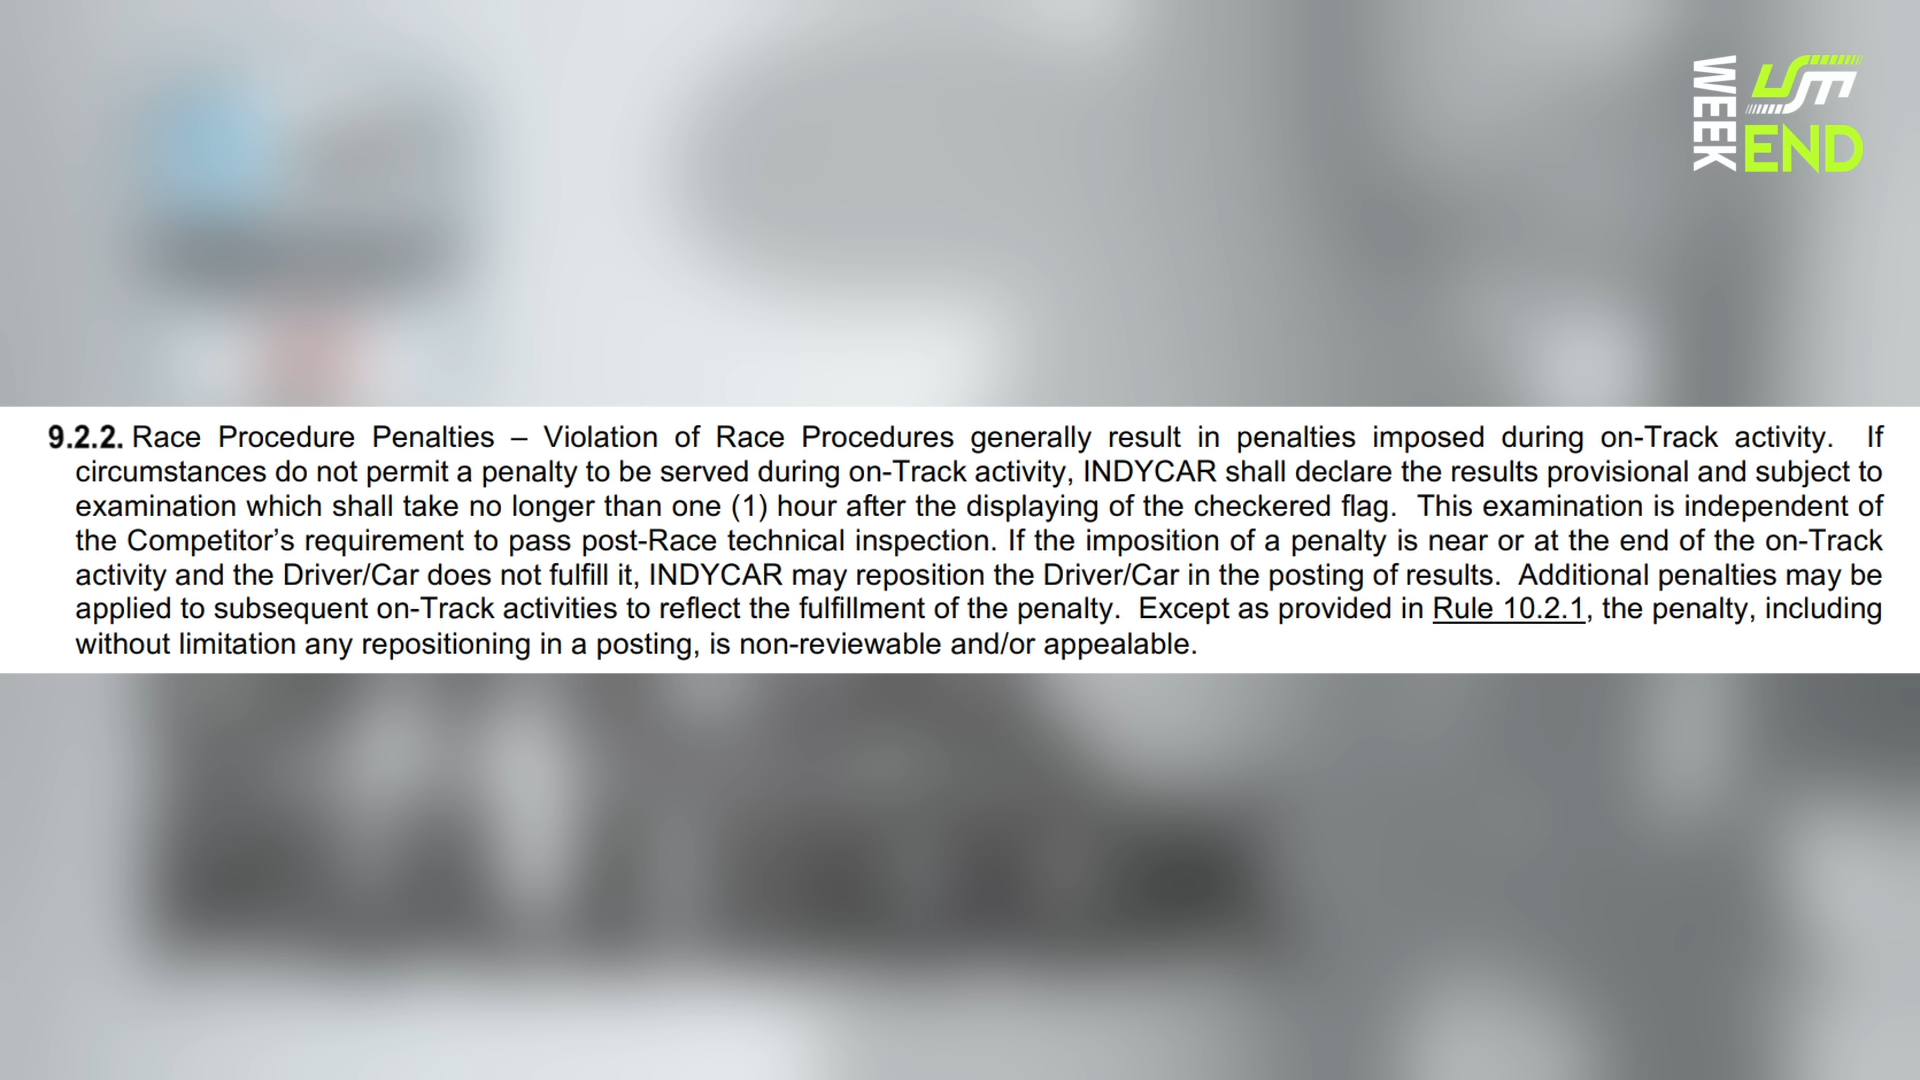 WEEK
USM
END
9.2.2. Race Procedure Penalties – Violation of Race Procedures generally result in penalties imposed during on-Track activity. If
circumstances do not permit a penalty to be served during on-Track activity, INDYCAR shall declare the results provisional and subject to
examination which shall take no longer than one (1) hour after the displaying of the checkered flag. This examination is independent of
the Competitor’s requirement to pass post-Race technical inspection. If the imposition of a penalty is near or at the end of the on-Track
activity and the Driver/Car does not fulfill it, INDYCAR may reposition the Driver/Car in the posting of results. Additional penalties may be
applied to subsequent on-Track activities to reflect the fulfillment of the penalty. Except as provided in Rule 10.2.1, the penalty, including
without limitation any repositioning in a posting, is non-reviewable and/or appealable.